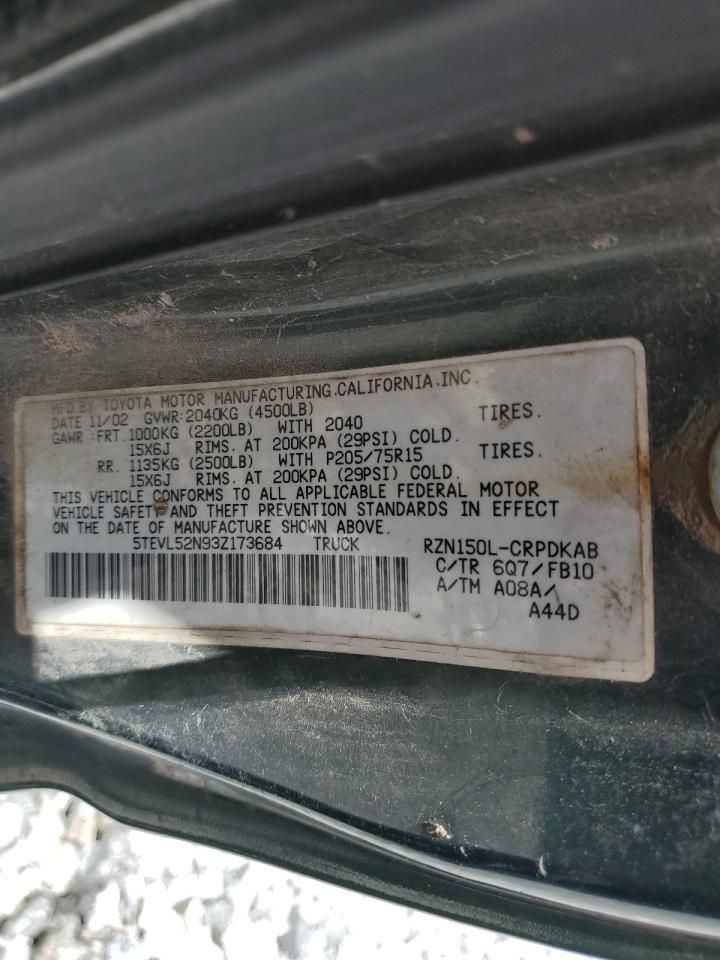 MFD.BY TOYOTA MOTOR MANUFACTURING.CALIFORNIA.INC.
DATE 11/02 GVWR:2040KG (4500LB)
GAWR :FRT.1000KG (2200LB) WITH 2040 TIRES.
15X6J RIMS. AT 200KPA (29PSI) COLD.
RR. 1135KG (2500LB) WITH P205/75R15 TIRES.
15X6J RIMS. AT 200KPA (29PSI) COLD.
THIS VEHICLE CONFORMS TO ALL APPLICABLE FEDERAL MOTOR
VEHICLE SAFETY AND THEFT PREVENTION STANDARDS IN EFFECT
ON THE DATE OF MANUFACTURE SHOWN ABOVE.
5TEVL52N93Z173684 TRUCK RZN150L-CRPDKAB
C/TR 6Q7/FB10
A/TM A08A/
A44D